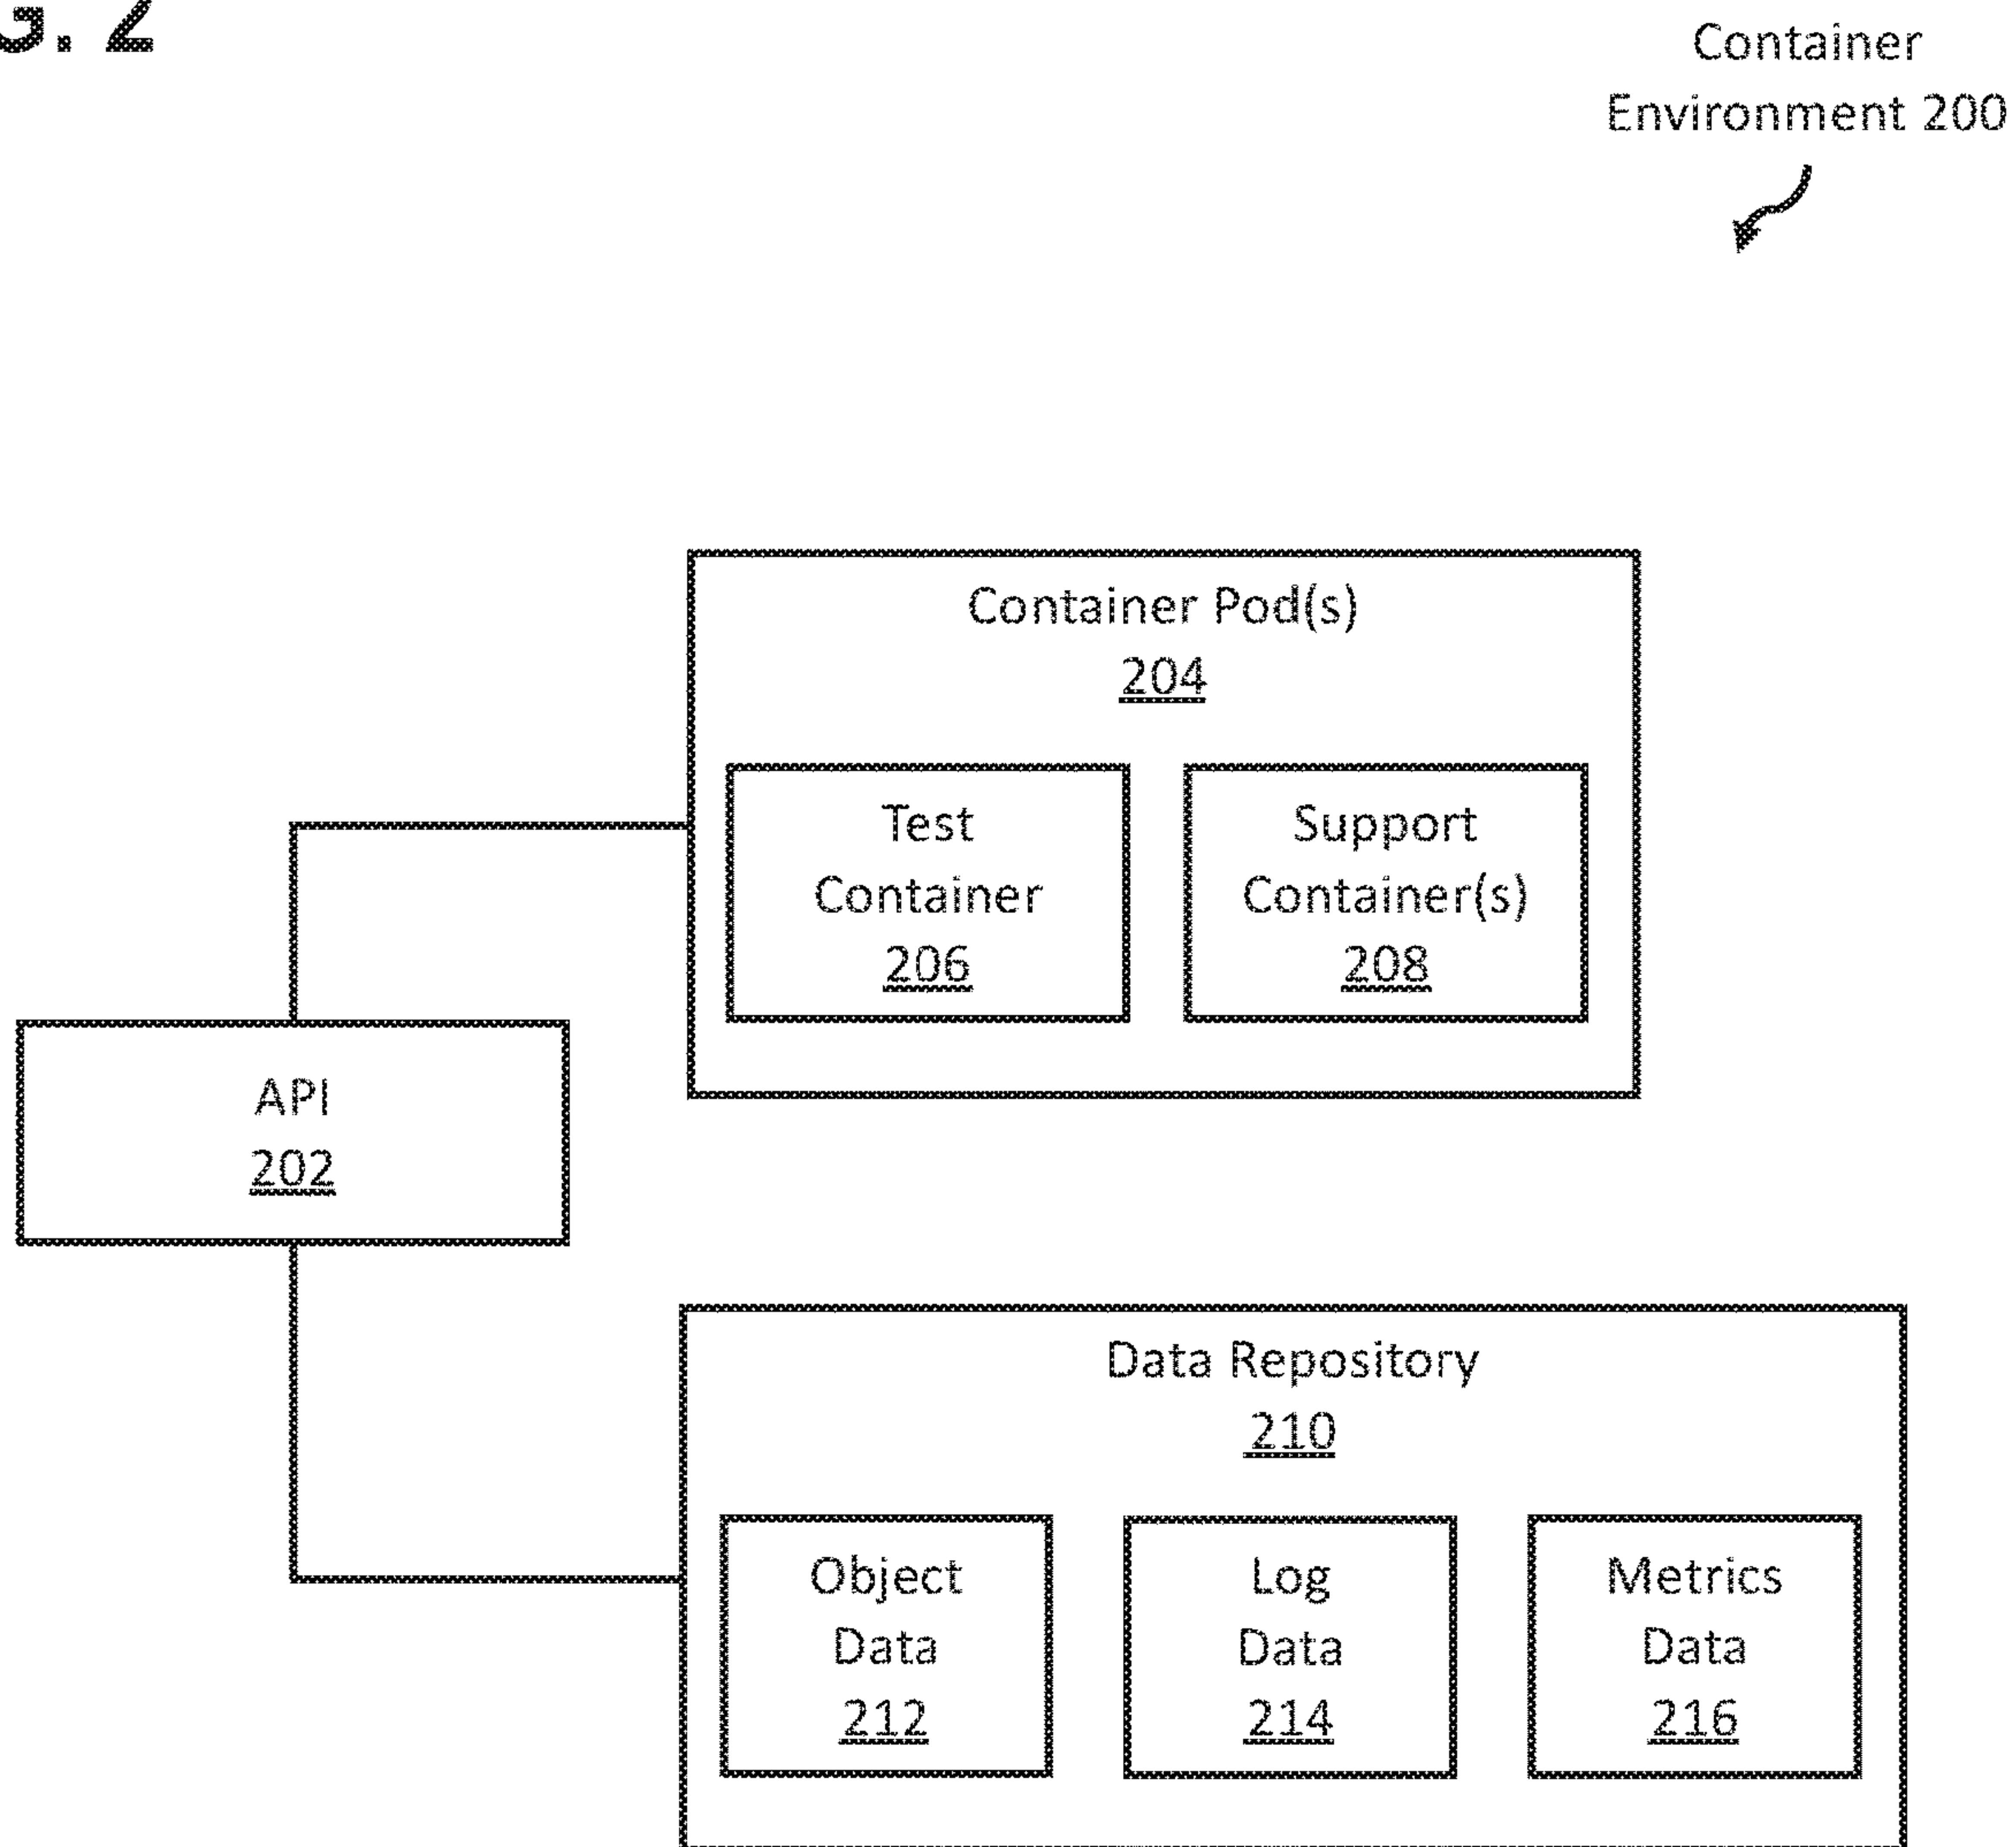 G. 2
Container
Environment 200
Container Pod(s)
204
Test
Container
206
Support
Container(s)
208
API
202
Data Repository
210
Object
Data
212
Log
Data
214
Metrics
Data
216